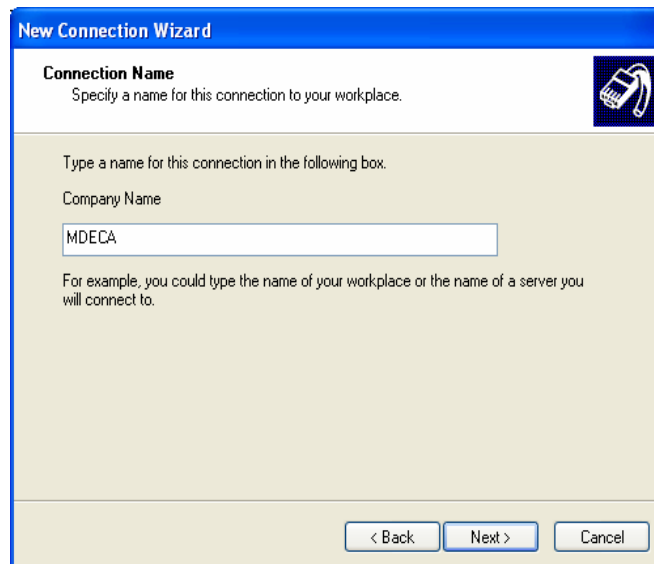 New Connection Wizard
Connection Name
Specify a name for this connection to your workplace.
Type a name for this connection in the following box.
Company Name
MDECA
For example, you could type the name of your workplace or the name of a server you
will connect to.
< Back
Next >
Cancel